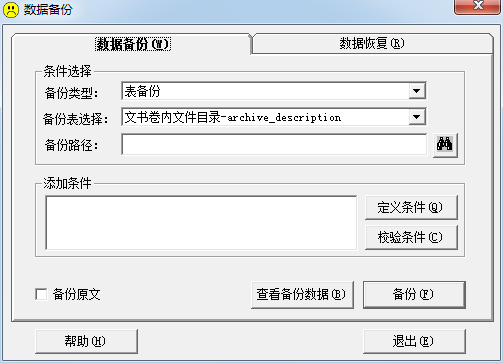 数据备份
数据备份(W)
数据恢复(R)
条件选择
备份类型：
表备份
备份表选择：
文书卷内文件目录-archive_description
备份路径：
添加条件
定义条件(Q)
校验条件(C)
备份原文
查看备份数据(B)
备份(F)
帮助(H)
退出(E)